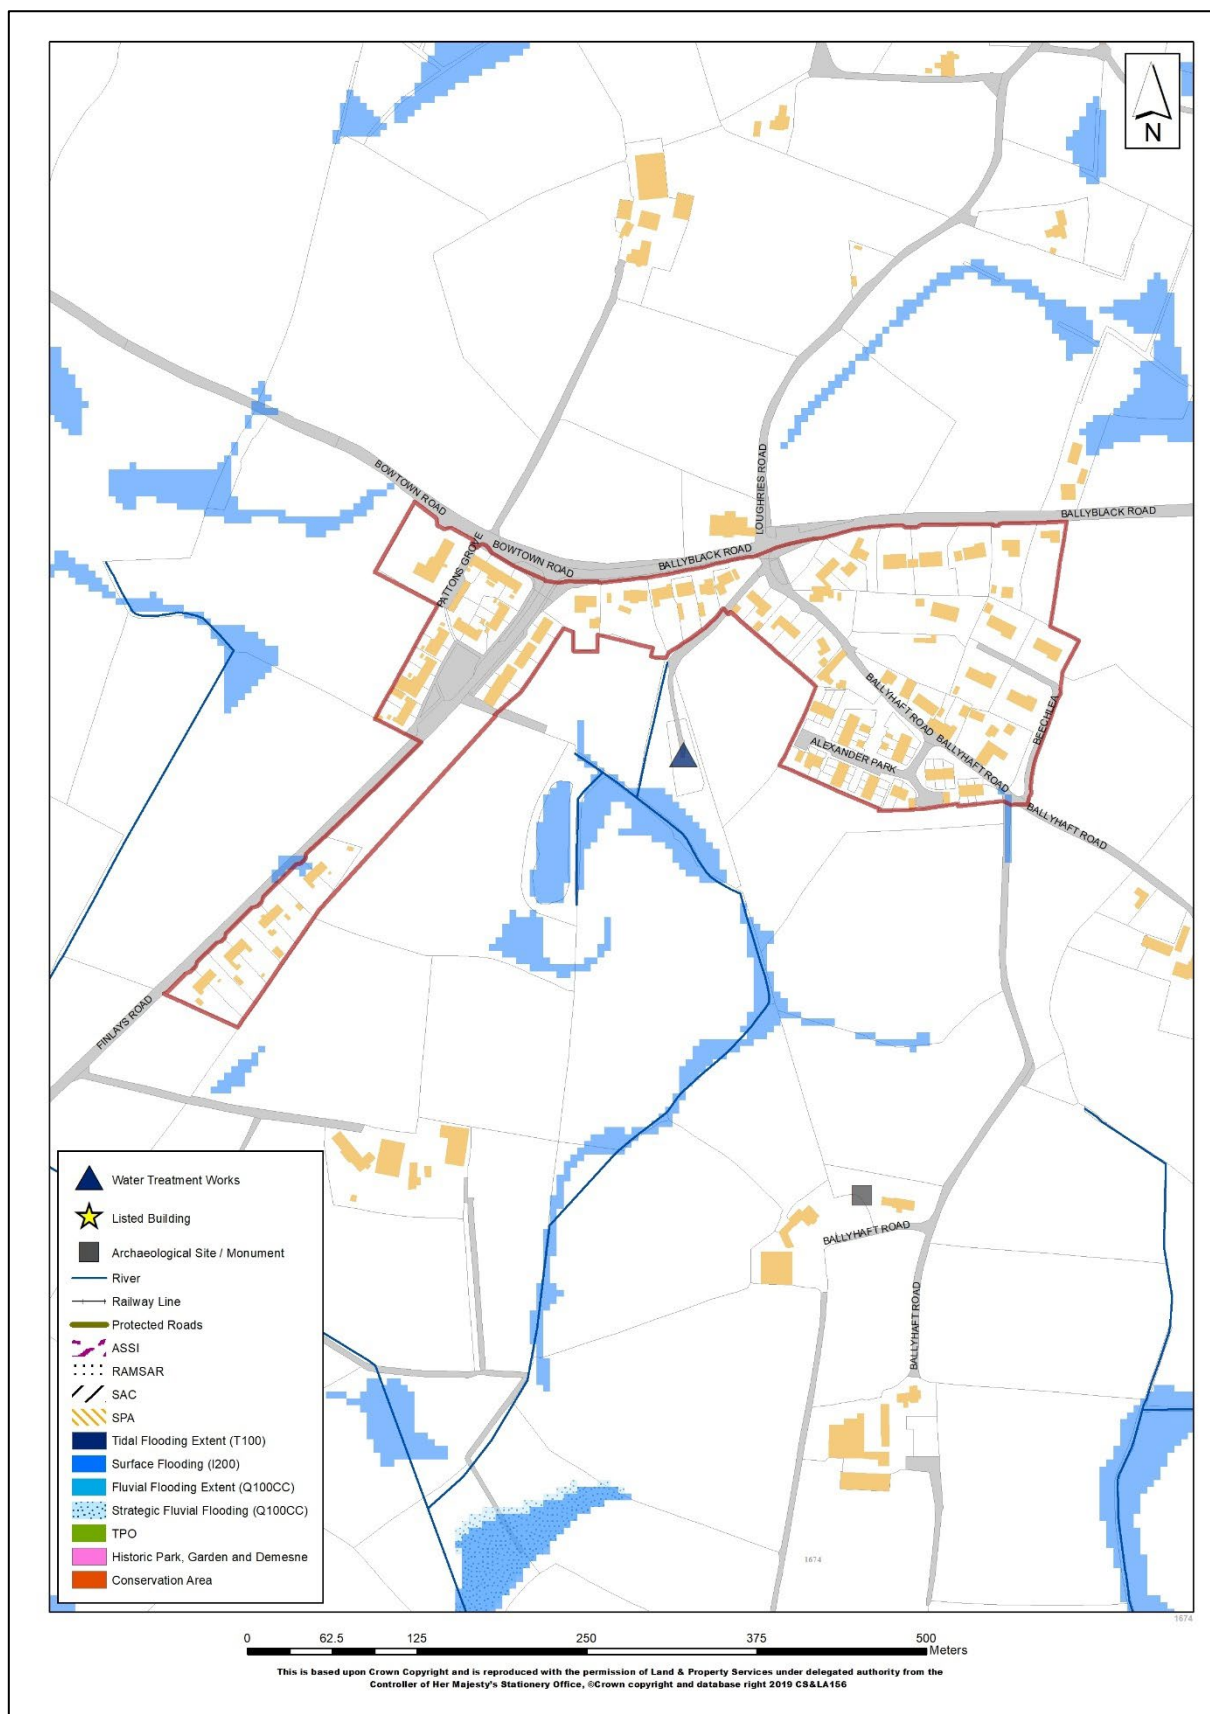 N
BOWTOWN ROAD
LOUGHRIES ROAD
BALLYBLACK ROAD
PATTONS GROVE
BOWTOWN ROAD
BALLYBLACK ROAD
BALLYHAFT ROAD
BEECHLEA
ALEXANDER PARK
BALLYHAFT ROAD
BALLYHAFT ROAD
FINLAYS ROAD
BALLYHAFT ROAD
BALLYHAFT ROAD
Water Treatment Works
Listed Building
Archaeological Site / Monument
River
Railway Line
Protected Roads
ASSI
RAMSAR
SAC
SPA
Tidal Flooding Extent (T100)
Surface Flooding (I200)
Fluvial Flooding Extent (Q100CC)
Strategic Fluvial Flooding (Q100CC)
TPO
Historic Park, Garden and Demesne
Conservation Area
1674
1674
0 62.5 125 250 375 500
Meters
This is based upon Crown Copyright and is reproduced with the permission of Land & Property Services under delegated authority from the
Controller of Her Majesty's Stationery Office, ©Crown copyright and database right 2019 CS&LA156